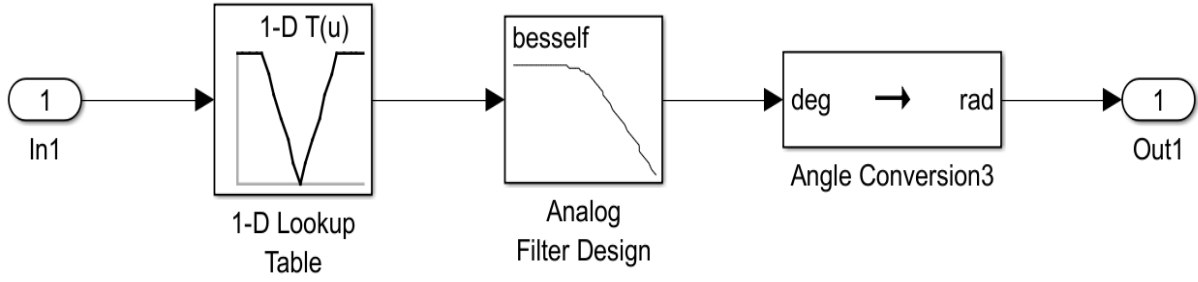 1
In1
1-D T(u)
1-D Lookup
Table
besself
Analog
Filter Design
deg → rad
Angle Conversion3
1
Out1